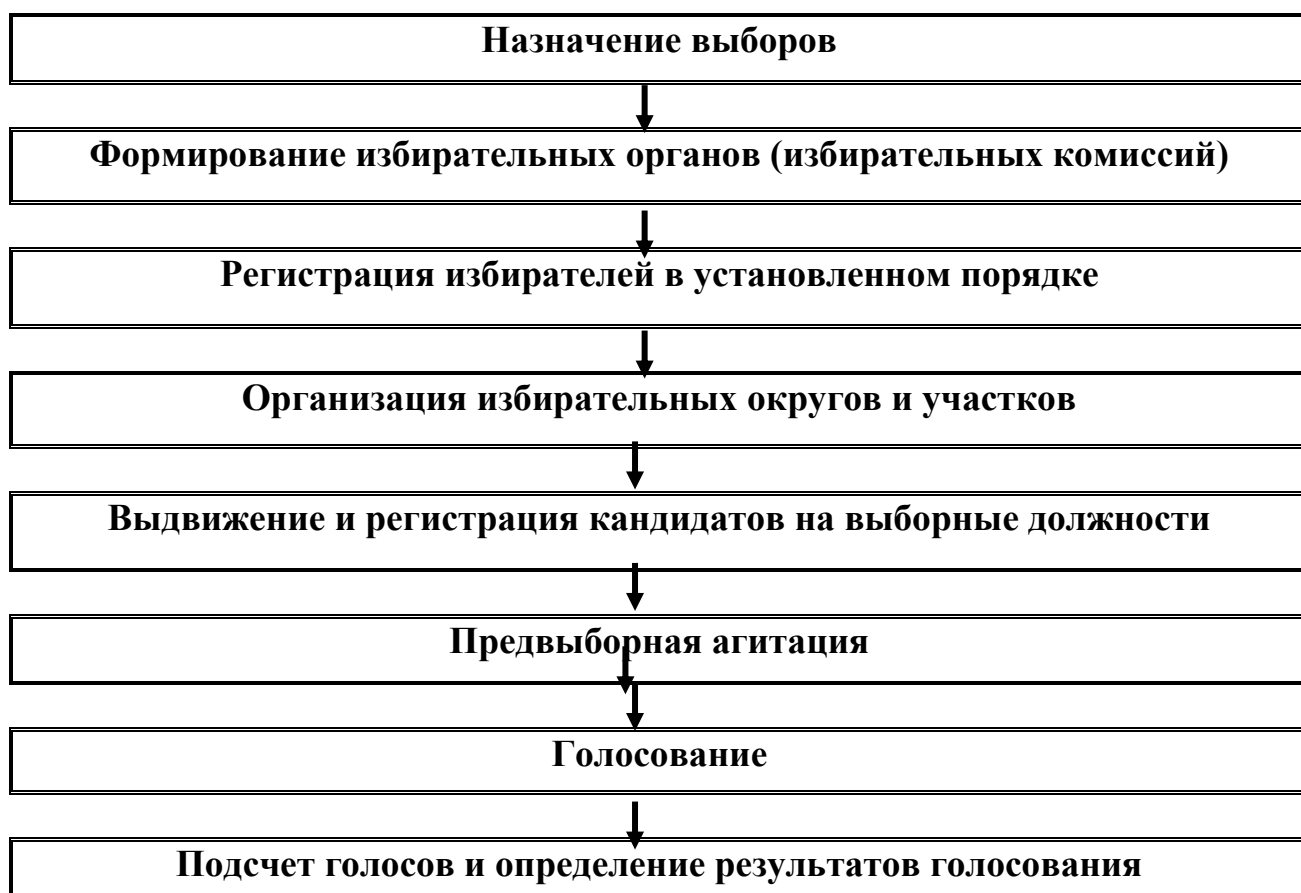 Назначение выборов
Формирование избирательных органов (избирательных комиссий)
Регистрация избирателей в установленном порядке
Организация избирательных округов и участков
Выдвижение и регистрация кандидатов на выборные должности
Предвыборная агитация
Голосование
Подсчет голосов и определение результатов голосования